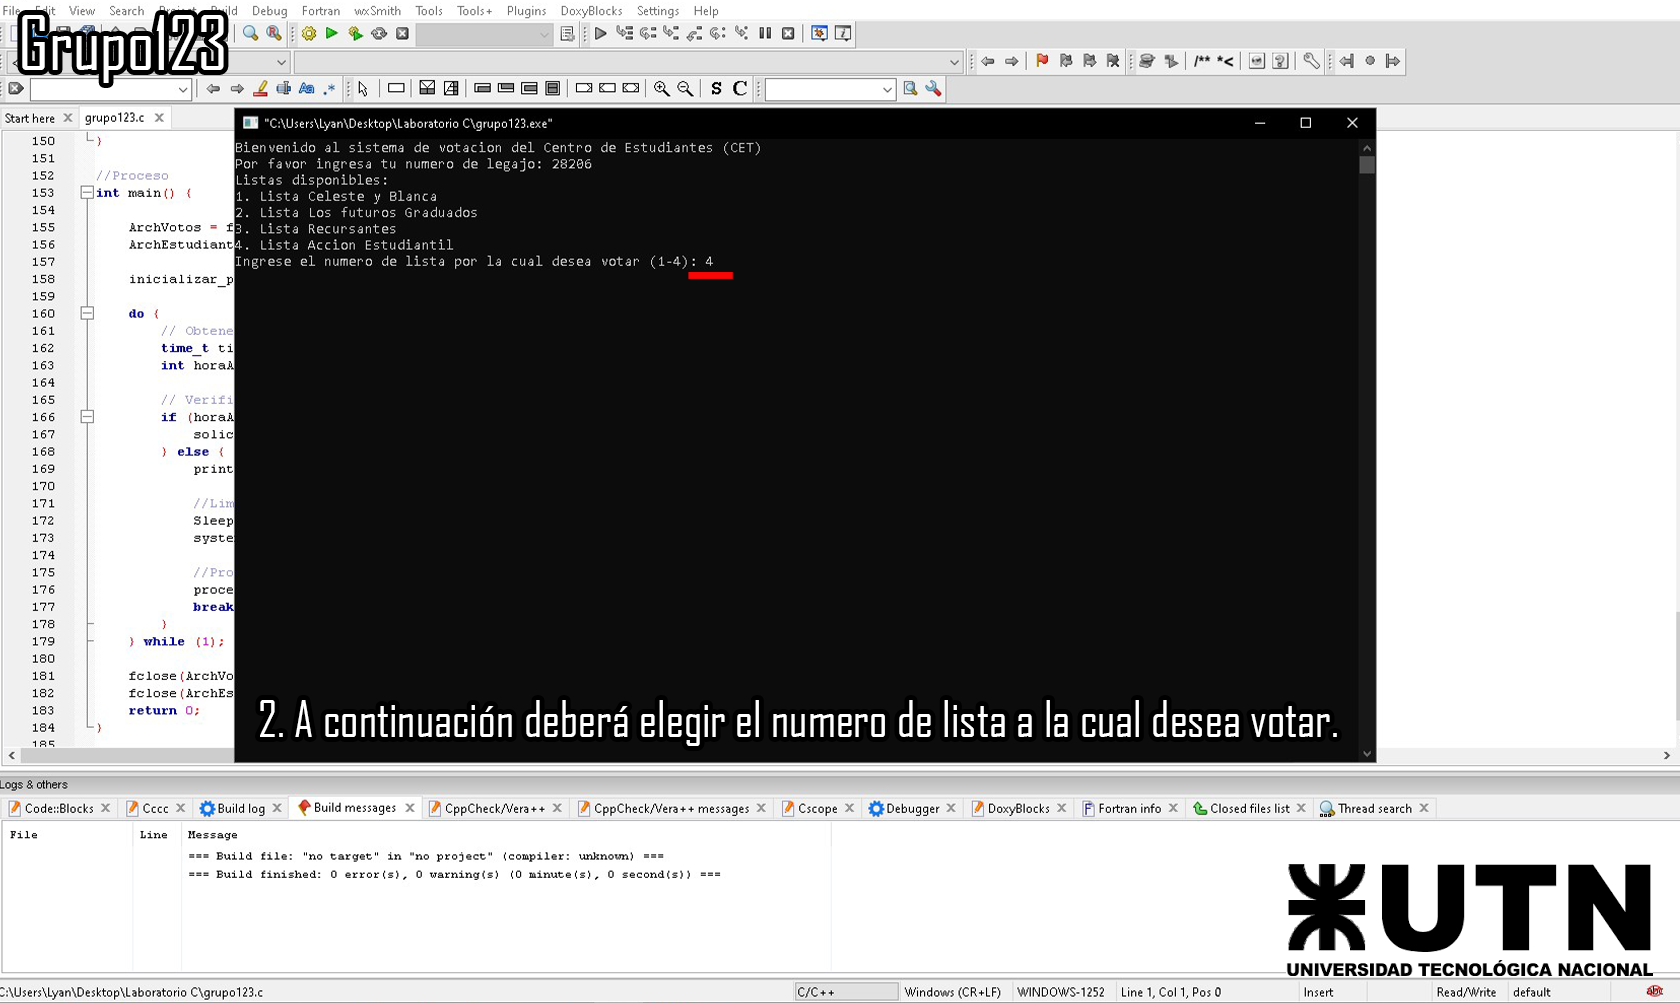 File Edit View Search Project Build Debug Fortran wxSmith Tools Tools+ Plugins DoxyBlocks Settings Help
Grupo123
/** *<
S C
Start here grupo123.c
"C:\Users\Lyan\Desktop\Laboratorio C\grupo123.exe"
Bienvenido al sistema de votacion del Centro de Estudiantes (CET)
Por favor ingresa tu numero de legajo: 28206
Listas disponibles:
1. Lista Celeste y Blanca
2. Lista Los futuros Graduados
3. Lista Recursantes
4. Lista Accion Estudiantil
Ingrese el numero de lista por la cual desea votar (1-4): 4
150 }
151
152 //Proceso
153 int main() {
154
155 ArchVotos = f
156 ArchEstudiant
157
158 inicializar_p
159
160 do {
161 // Obtene
162 time_t ti
163 int horaA
164
165 // Verifi
166 if (horaA
167 solic
168 } else {
169 print
170
171 //Lim
172 Sleep
173 syste
174
175 //Pro
176 proce
177 break
178 }
179 } while (1);
180
181 fclose(ArchVo
182 fclose(ArchEs
183 return 0;
184 }
185
2. A continuación deberá elegir el numero de lista a la cual desea votar.
Logs & others
Code::Blocks Cccc Build log Build messages CppCheck/Vera++ CppCheck/Vera++ messages Cscope Debugger DoxyBlocks Fortran info Closed files list Thread search
File Line Message
=== Build file: "no target" in "no project" (compiler: unknown) ===
=== Build finished: 0 error(s), 0 warning(s) (0 minute(s), 0 second(s)) ===
UTN
UNIVERSIDAD TECNOLÓGICA NACIONAL
C:\Users\Lyan\Desktop\Laboratorio C\grupo123.c C/C++ Windows (CR+LF) WINDOWS-1252 Line 1, Col 1, Pos 0 Insert Read/Write default